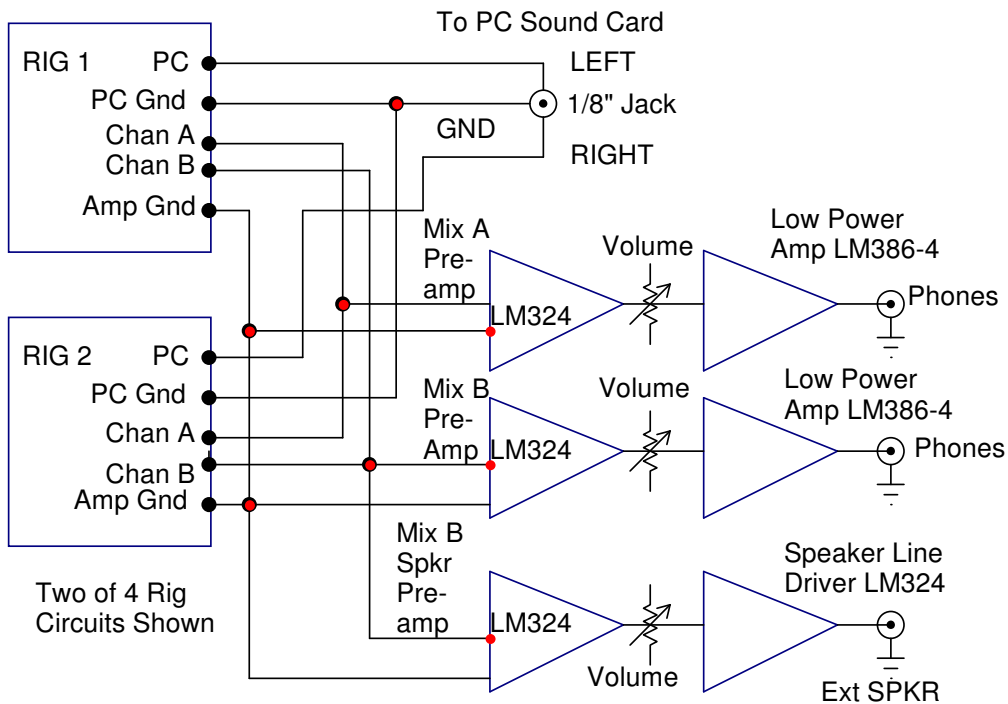 To PC Sound Card
RIG 1
PC
LEFT
PC Gnd
1/8" Jack
Chan A
GND
Chan B
RIGHT
Amp Gnd
Mix A
Pre-
amp
LM324
Volume
Low Power
Amp LM386-4
Phones
RIG 2
PC
PC Gnd
Chan A
Chan B
Amp Gnd
Mix B
Pre-
Amp
LM324
Volume
Low Power
Amp LM386-4
Phones
Mix B
Spkr
Pre-
amp
LM324
Volume
Speaker Line
Driver LM324
Ext SPKR
Two of 4 Rig
Circuits Shown